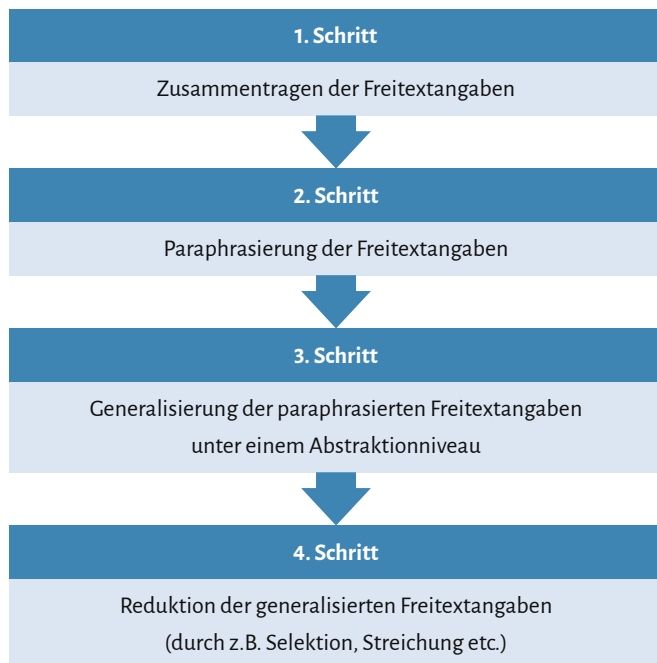 1. Schritt
Zusammentragen der Freitextangaben
2. Schritt
Paraphrasierung der Freitextangaben
3. Schritt
Generalisierung der paraphrasierten Freitextangaben
unter einem Abstraktionniveau
4. Schritt
Reduktion der generalisierten Freitextangaben
(durch z.B. Selektion, Streichung etc.)